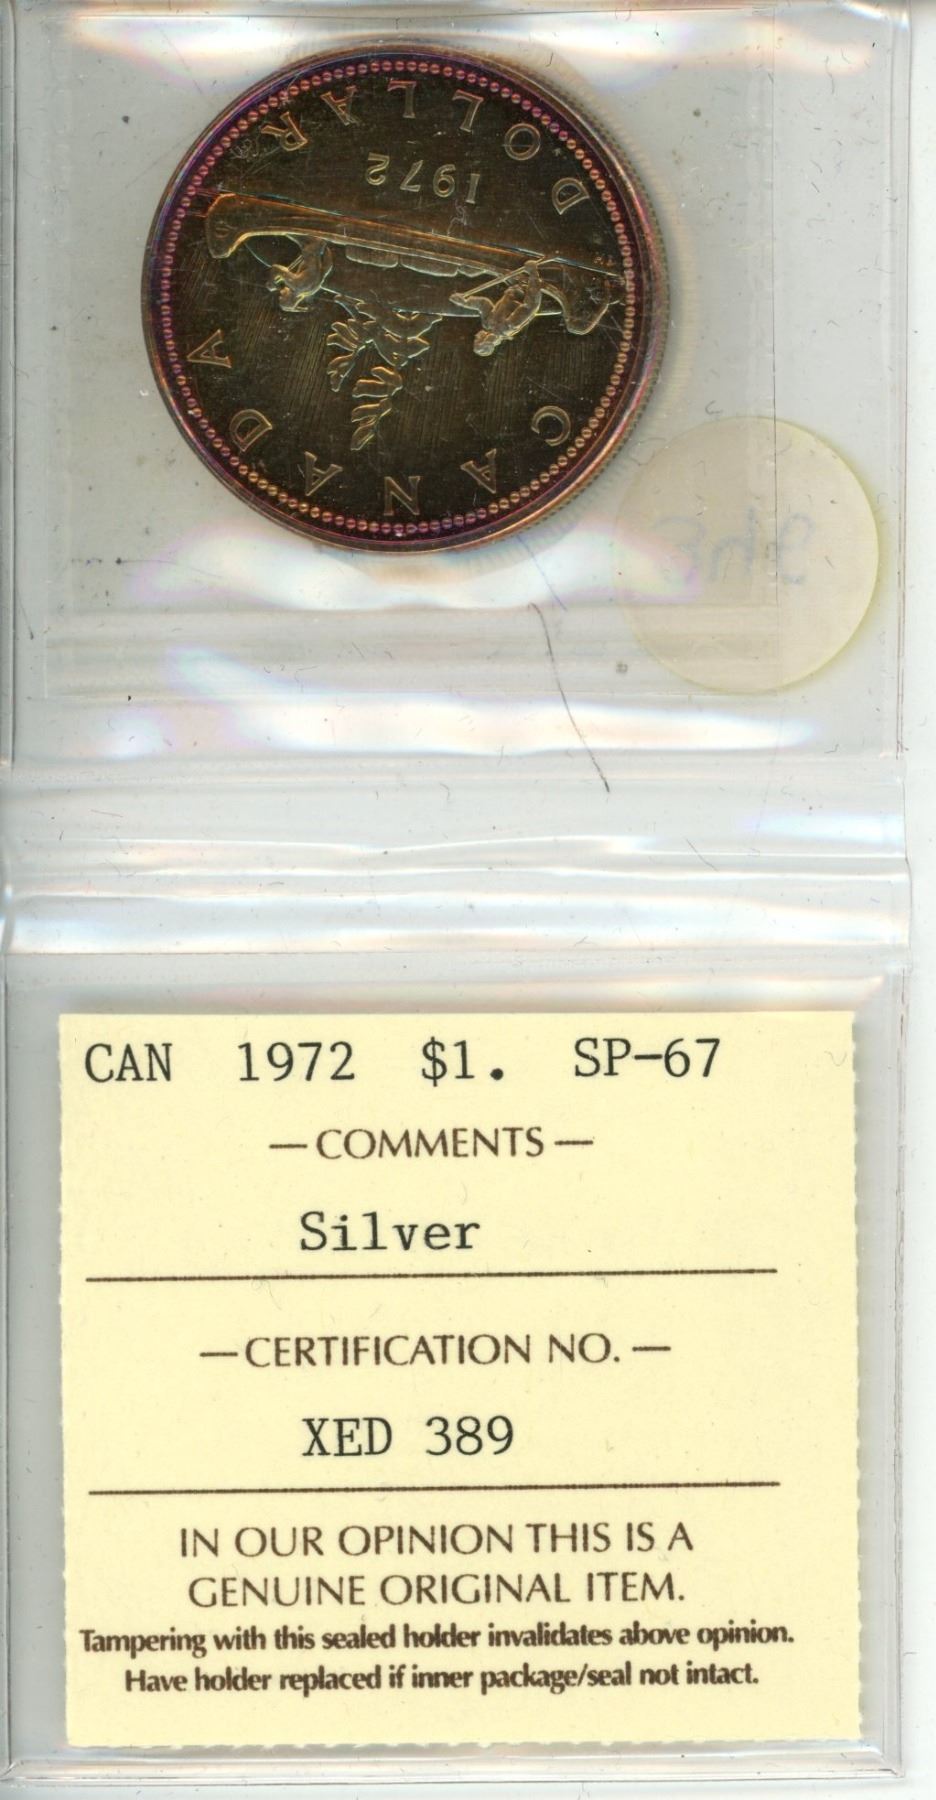 CANADA
1972
DOLLAR
CAN 1972 $1. SP-67
— COMMENTS —
Silver
— CERTIFICATION NO. —
XED 389
IN OUR OPINION THIS IS A
GENUINE ORIGINAL ITEM.
Tampering with this sealed holder invalidates above opinion.
Have holder replaced if inner package/seal not intact.